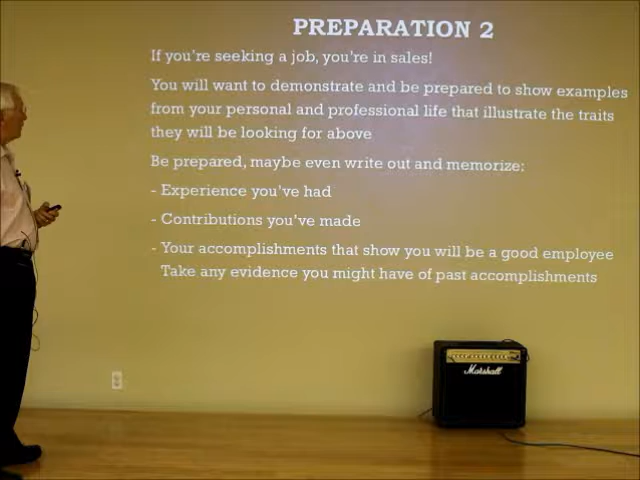 PREPARATION 2
If you're seeking a job, you're in sales!
You will want to demonstrate and be prepared to show examples
from your personal and professional life that illustrate the traits
they will be looking for above
Be prepared, maybe even write out and memorize:
- Experience you've had
- Contributions you've made
- Your accomplishments that show you will be a good employee
Take any evidence you might have of past accomplishments
Marshall